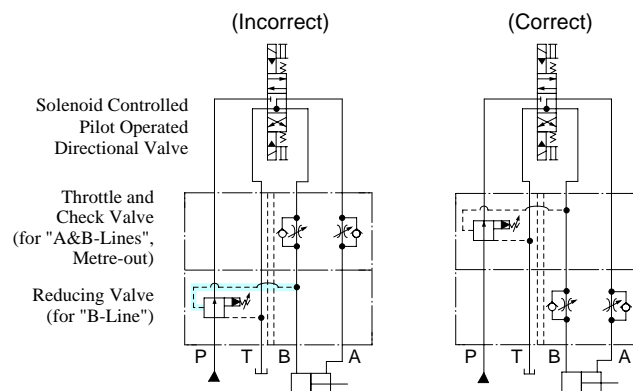 (Incorrect)
(Correct)
Solenoid Controlled
Pilot Operated
Directional Valve
Throttle and
Check Valve
(for "A&B-Lines",
Metre-out)
Reducing Valve
(for "B-Line")
P T B A
P T B A